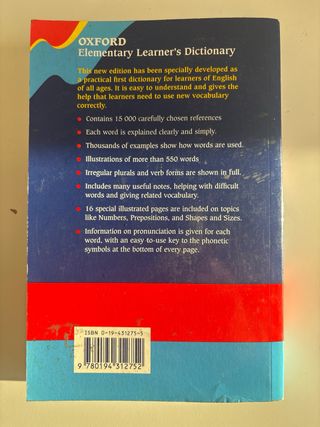 OXFORD
Elementary Learner's Dictionary
This new edition has been specially developed as
a practical first dictionary for learners of English
of all ages. It is easy to understand and gives the
help that learners need to use new vocabulary
correctly.
• Contains 15 000 carefully chosen references
• Each word is explained clearly and simply.
• Thousands of examples show how words are used.
• Illustrations of more than 550 words
• Irregular plurals and verb forms are shown in full.
• Includes many useful notes, helping with difficult
words and giving related vocabulary.
• 16 special illustrated pages are included on topics
like Numbers, Prepositions, and Shapes and Sizes.
• Information on pronunciation is given for each
word, with an easy-to-use key to the phonetic
symbols at the bottom of every page.
ISBN 0-19-431275-5
9 780194 312752